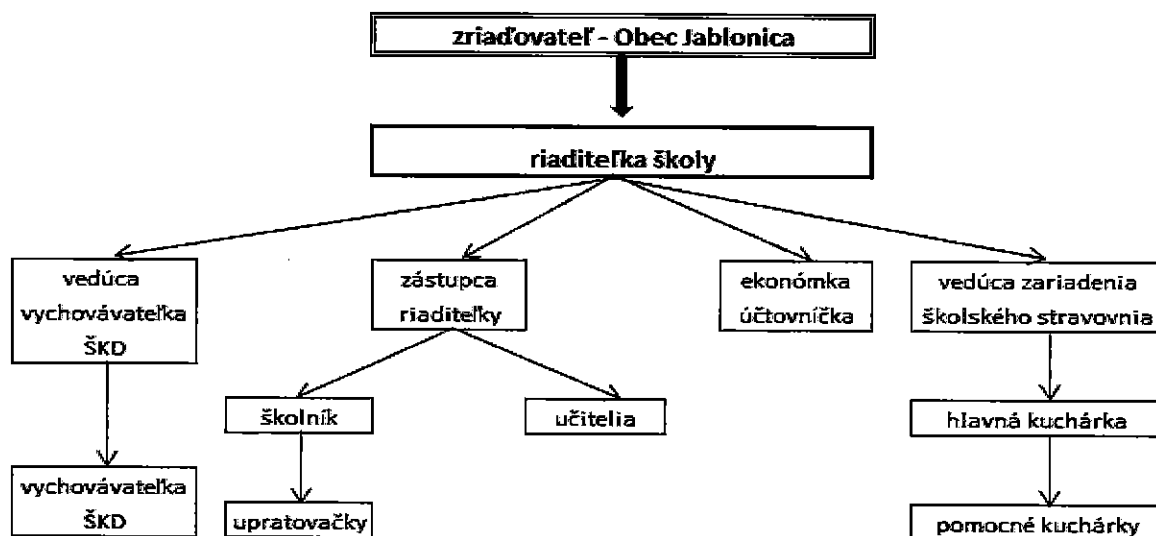 zriaďovateľ - Obec Jablonica
riaditeľka školy
vedúca
vychovávateľka
ŠKD
zástupca
riaditeľky
ekonómka
účtovníčka
vedúca zariadenia
školského stravovnia
školník
učitelia
hlavná kuchárka
vychovávateľka
ŠKD
upratovačky
pomocné kuchárky